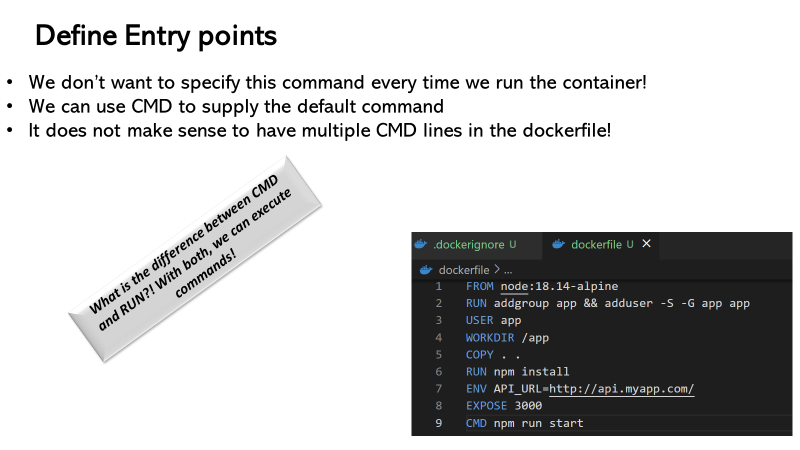 Define Entry points
• We don't want to specify this command every time we run the container!
• We can use CMD to supply the default command
• It does not make sense to have multiple CMD lines in the dockerfile!
What is the difference between CMD
and RUN?! With both, we can execute
commands!
.dockerignore U dockerfile U ×
dockerfile > ...
1 FROM node:18.14-alpine
2 RUN addgroup app && adduser -S -G app app
3 USER app
4 WORKDIR /app
5 COPY . .
6 RUN npm install
7 ENV API_URL=http://api.myapp.com/
8 EXPOSE 3000
9 CMD npm run start